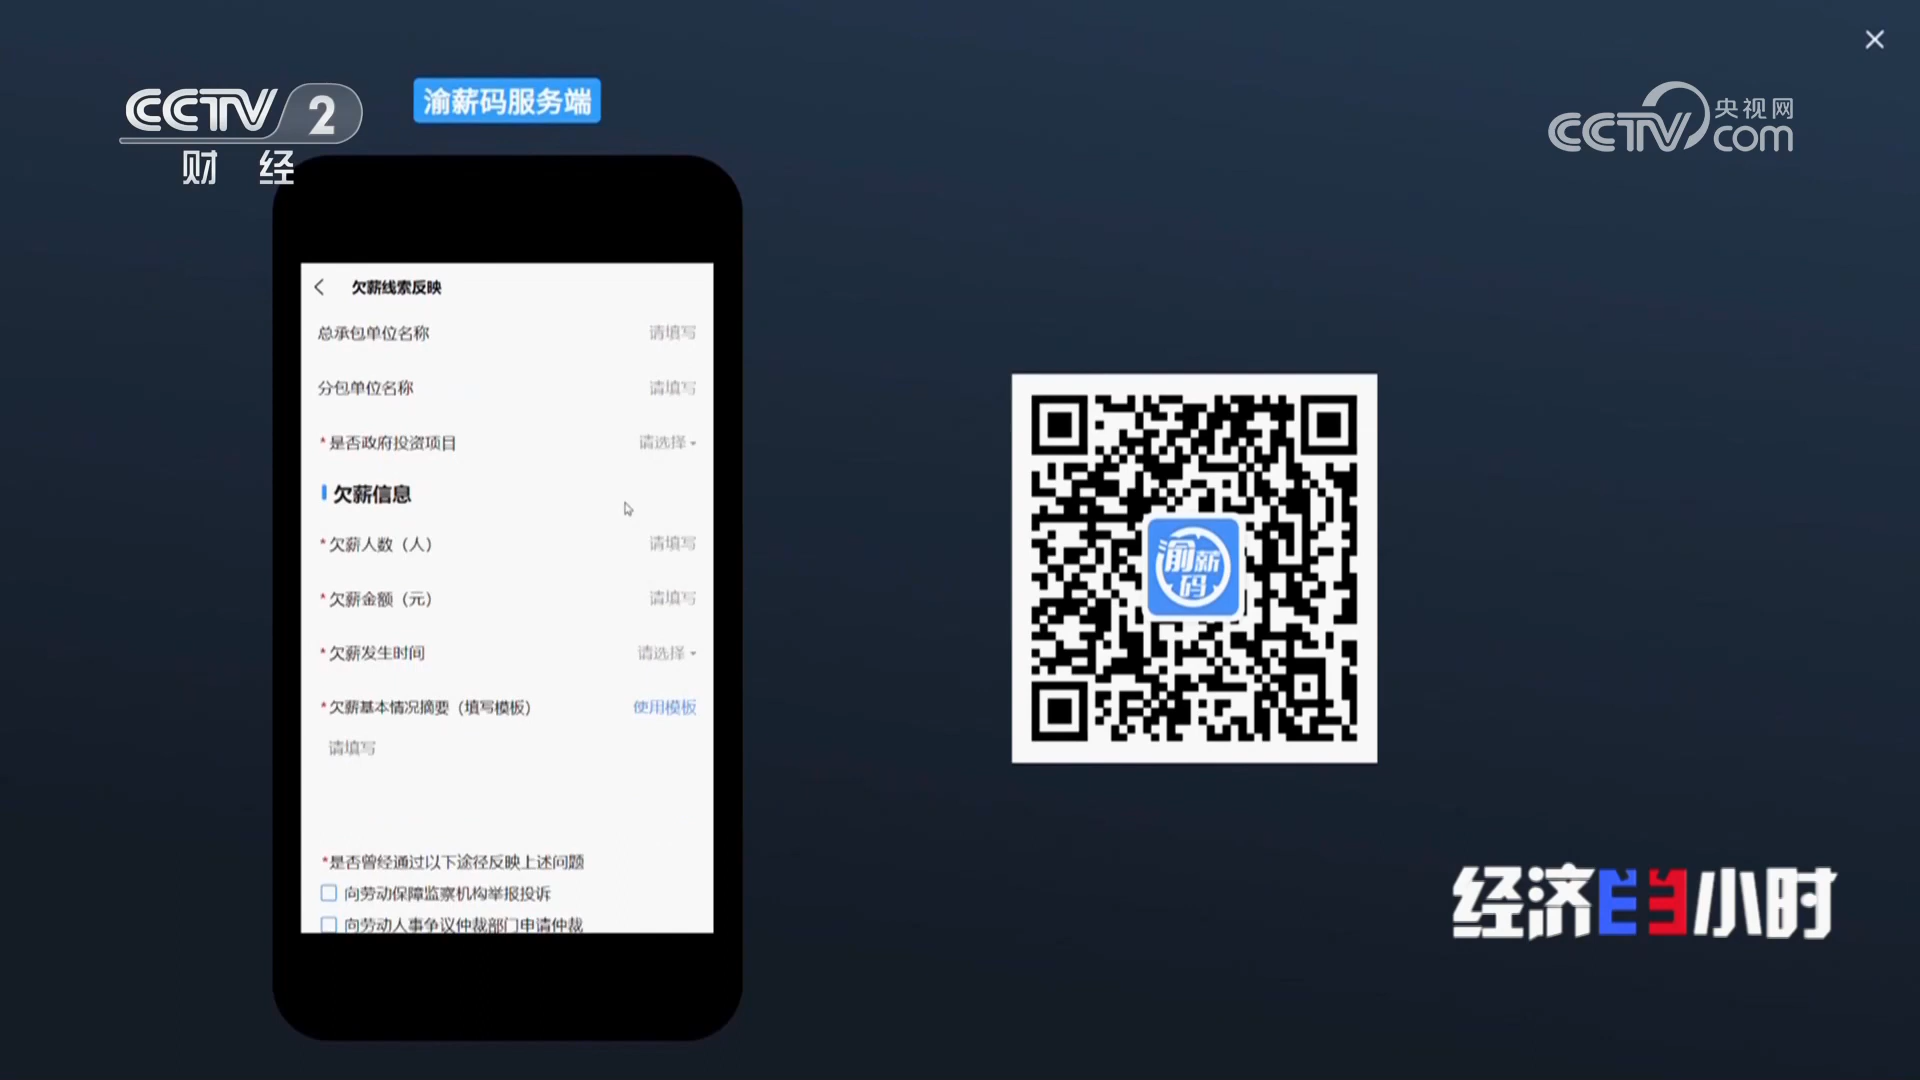 CCTV 2
财 经
渝薪码服务端
央视网
CCTV com
欠薪线索反映
总承包单位名称 请填写
分包单位名称 请填写
*是否政府投资项目 请选择
欠薪信息
*欠薪人数（人） 请填写
*欠薪金额（元） 请填写
*欠薪发生时间 请选择
*欠薪基本情况摘要（填写模板） 使用模板
请填写
*是否曾经通过以下途径反映上述问题
向劳动保障监察机构举报投诉
向劳动人事争议仲裁部门申请仲裁
渝薪
码
经济半小时